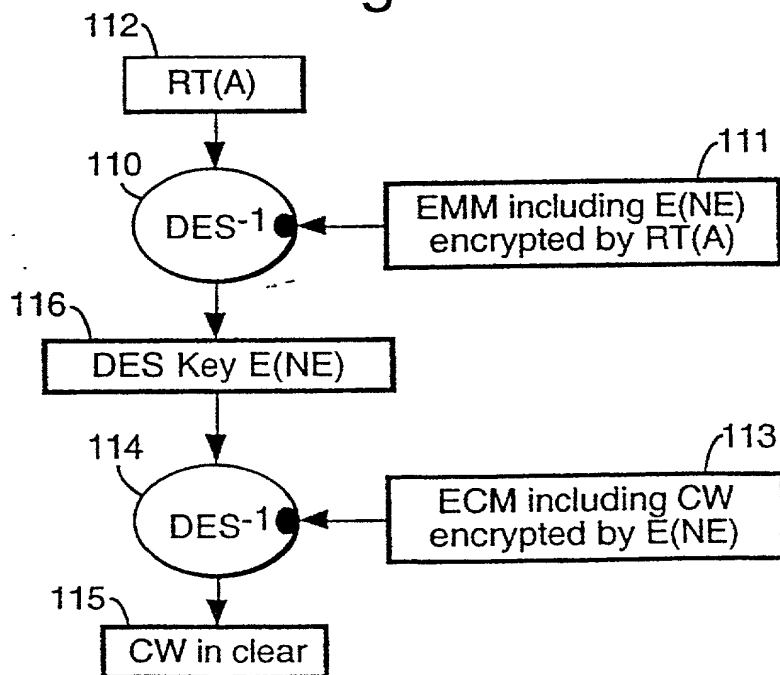 112
RT(A)
110
DES-1
111
EMM including E(NE)
encrypted by RT(A)
116
DES Key E(NE)
114
DES-1
113
ECM including CW
encrypted by E(NE)
115
CW in clear